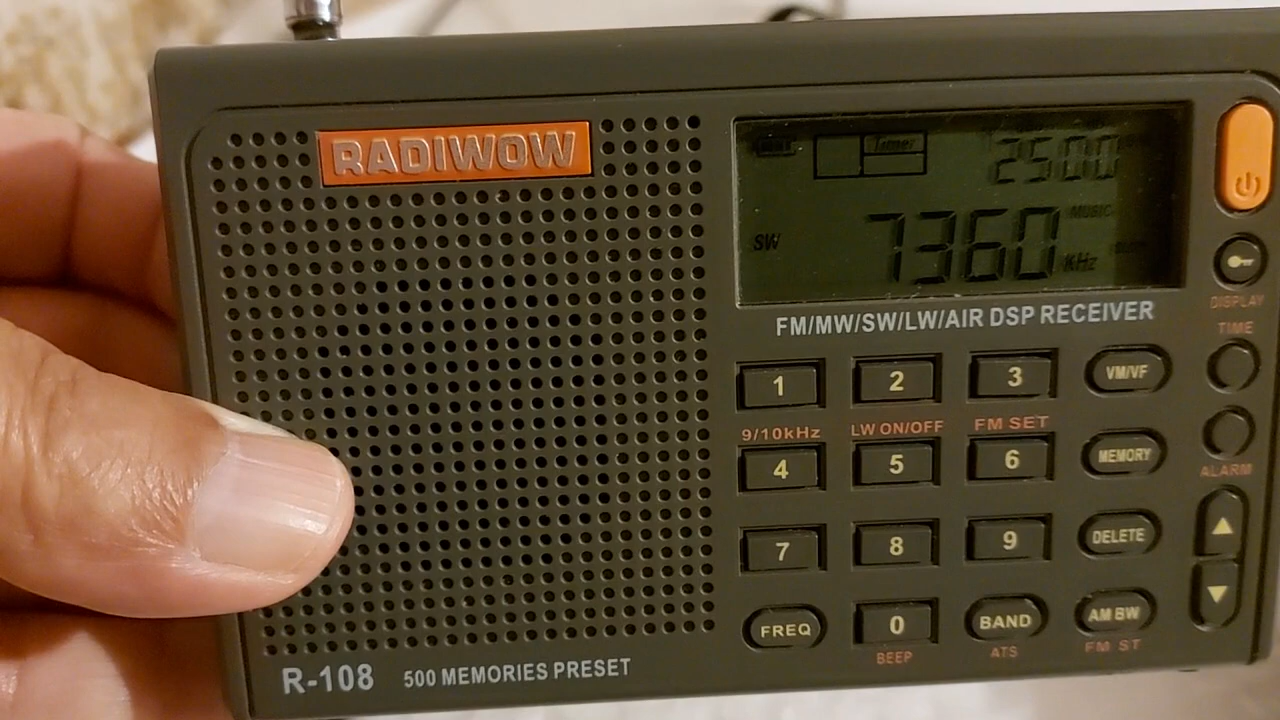 RADIWOW
Timer
2500
SW
7360
MUSIC
KHz
FM/MW/SW/LW/AIR DSP RECEIVER
DISPLAY
TIME
1 2 3 VM/VF
9/10kHz LW ON/OFF FM SET
4 5 6 MEMORY
ALARM
7 8 9 DELETE
FREQ 0 BAND AM BW
BEEP ATS FM ST
R-108 500 MEMORIES PRESET